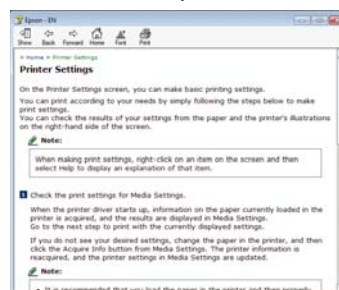 Epson - EN
Show Back Forward Home Font Print
> Home > Printer Settings
Printer Settings
On the Printer Settings screen, you can make basic printing settings.
You can print according to your needs by simply following the steps below to make
print settings.
You can check the results of your settings from the paper and the printer's illustrations
on the right-hand side of the screen.
Note:
When making print settings, right-click on an item on the screen and then
select Help to display an explanation of that item.
1 Check the print settings for Media Settings.
When the printer driver starts up, information on the paper currently loaded in the
printer is acquired, and the results are displayed in Media Settings.
Go to the next step to print with the currently displayed settings.
If you do not see your desired settings, change the paper in the printer, and then
click the Acquire Info button from Media Settings. The printer information is
reacquired, and the printer settings in Media Settings are updated.
Note:
• It is recommended that you load the paper in the printer and then properly